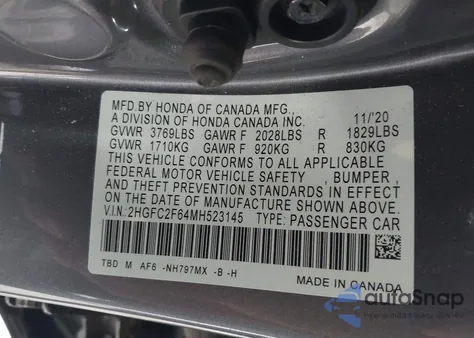 MFD.BY HONDA OF CANADA MFG.,
A DIVISION OF HONDA CANADA INC. 11/'20
GVWR 3769LBS GAWR F 2028LBS R 1829LBS
GVWR 1710KG GAWR F 920KG R 830KG
THIS VEHICLE CONFORMS TO ALL APPLICABLE
FEDERAL MOTOR VEHICLE SAFETY , BUMPER ,
AND THEFT PREVENTION STANDARDS IN EFFECT
ON THE DATE OF MANUFACTURE SHOWN ABOVE.
V.I.N.:2HGFC2F64MH523145 TYPE: PASSENGER CAR
TBD M AF6 -NH797MX -B -H
MADE IN CANADA
autoSnap